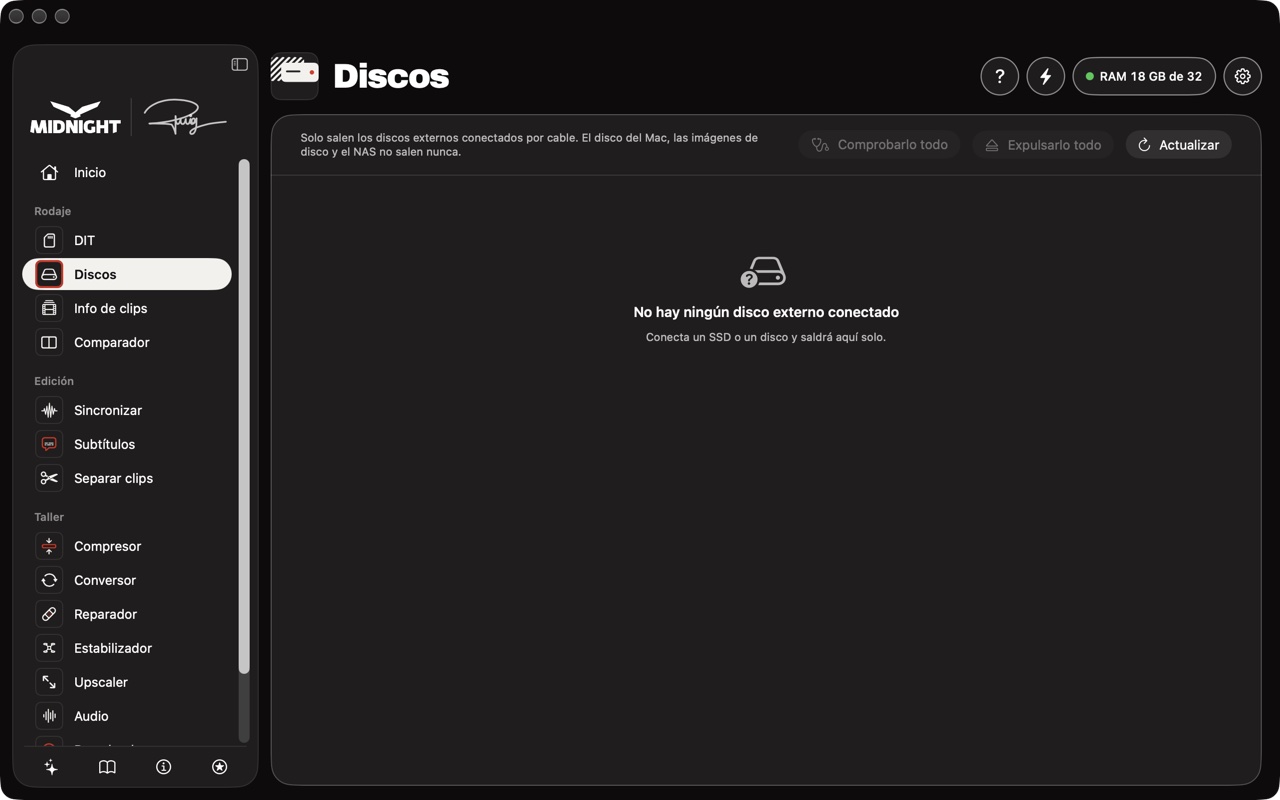 MIDNIGHT
Puig
Inicio
Rodaje
DIT
Discos
Info de clips
Comparador
Edición
Sincronizar
Subtítulos
Separar clips
Taller
Compresor
Conversor
Reparador
Estabilizador
Upscaler
Audio
Discos
?
RAM 18 GB de 32
Solo salen los discos externos conectados por cable. El disco del Mac, las imágenes de
disco y el NAS no salen nunca.
Comprobarlo todo
Expulsarlo todo
Actualizar
No hay ningún disco externo conectado
Conecta un SSD o un disco y saldrá aquí solo.